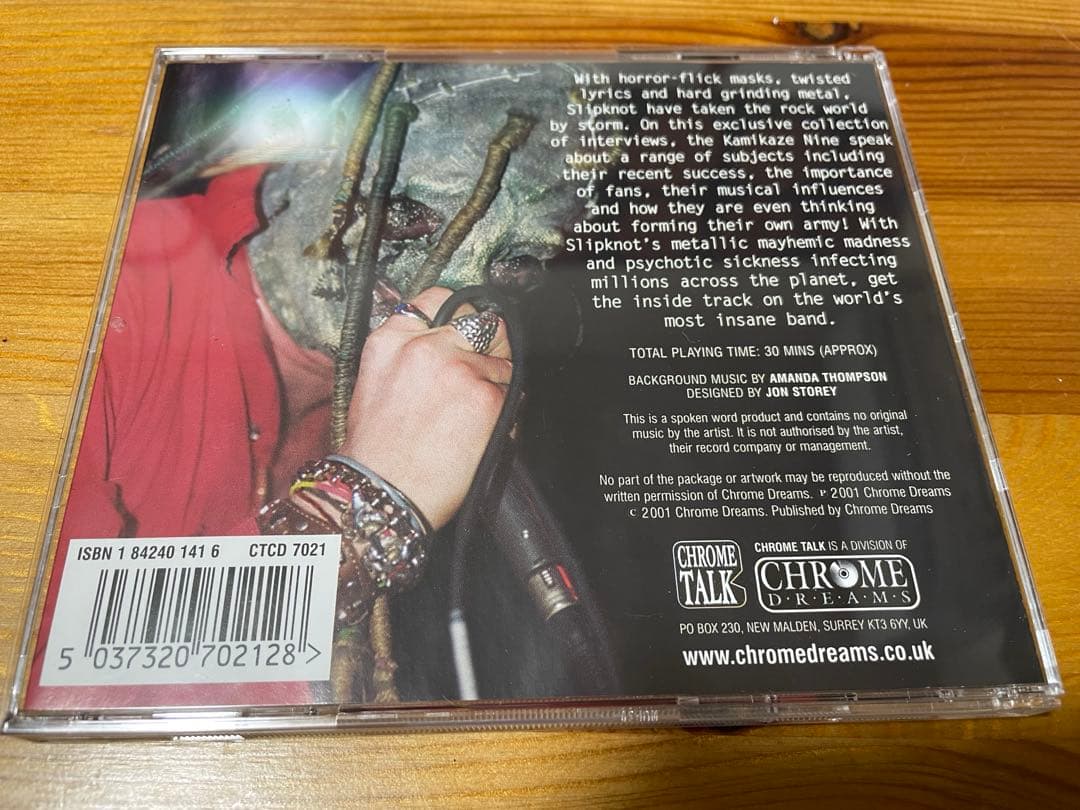 With horror-flick masks, twisted
lyrics and hard grinding metal,
Slipknot have taken the rock world
by storm. On this exclusive collection
of interviews, the Kamikaze Nine speak
about a range of subjects including
their recent success, the importance
of fans, their musical influences
and how they are even thinking
about forming their own army! With
Slipknot's metallic mayhemic madness
and psychotic sickness infecting
millions across the planet, get
the inside track on the world's
most insane band.
TOTAL PLAYING TIME: 30 MINS (APPROX)
BACKGROUND MUSIC BY AMANDA THOMPSON
DESIGNED BY JON STOREY
This is a spoken word product and contains no original
music by the artist. It is not authorised by the artist,
their record company or management.
No part of the package or artwork may be reproduced without the
written permission of Chrome Dreams. P 2001 Chrome Dreams
C 2001 Chrome Dreams. Published by Chrome Dreams
ISBN 1 84240 141 6 CTCD 7021
5 037320 702128 >
CHROME
TALK
CHROME TALK IS A DIVISION OF
CHROME
D·R·E·A·M·S
PO BOX 230, NEW MALDEN, SURREY KT3 6YY, UK
www.chromedreams.co.uk